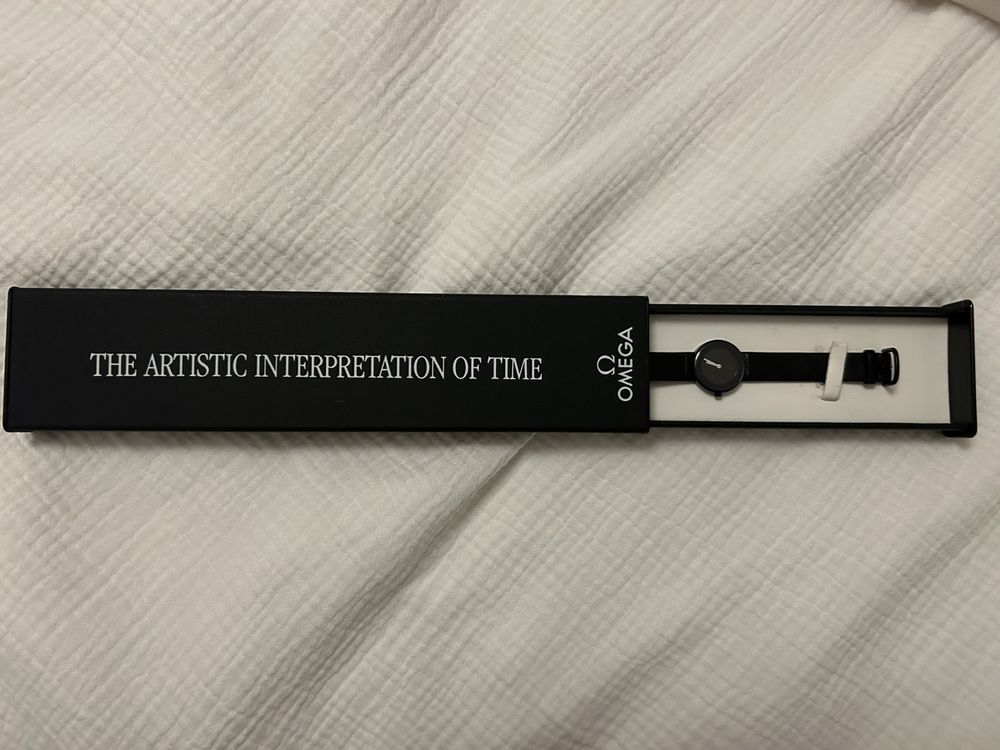 THE ARTISTIC INTERPRETATION OF TIME
Ω
OMEGA